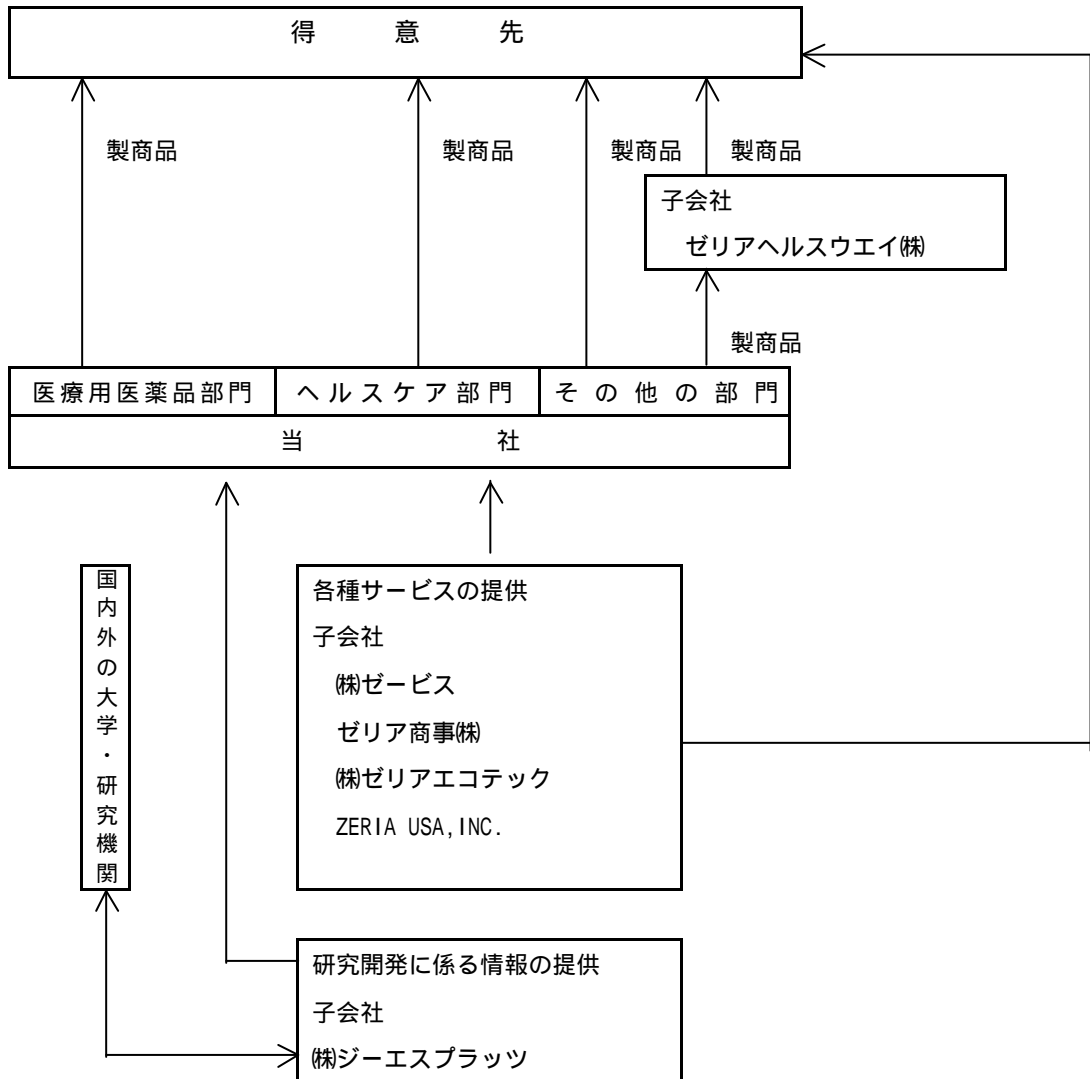 得意先
製商品
製商品
製商品
製商品
子会社
ゼリアヘルスウエイ㈱
製商品
医療用医薬品部門
ヘルスケア部門
その他の部門
当社
国内外の大学・研究機関
各種サービスの提供
子会社
㈱ゼービス
ゼリア商事㈱
㈱ゼリアエコテック
ZERIA USA,INC.
研究開発に係る情報の提供
子会社
㈱ジーエスプラッツ